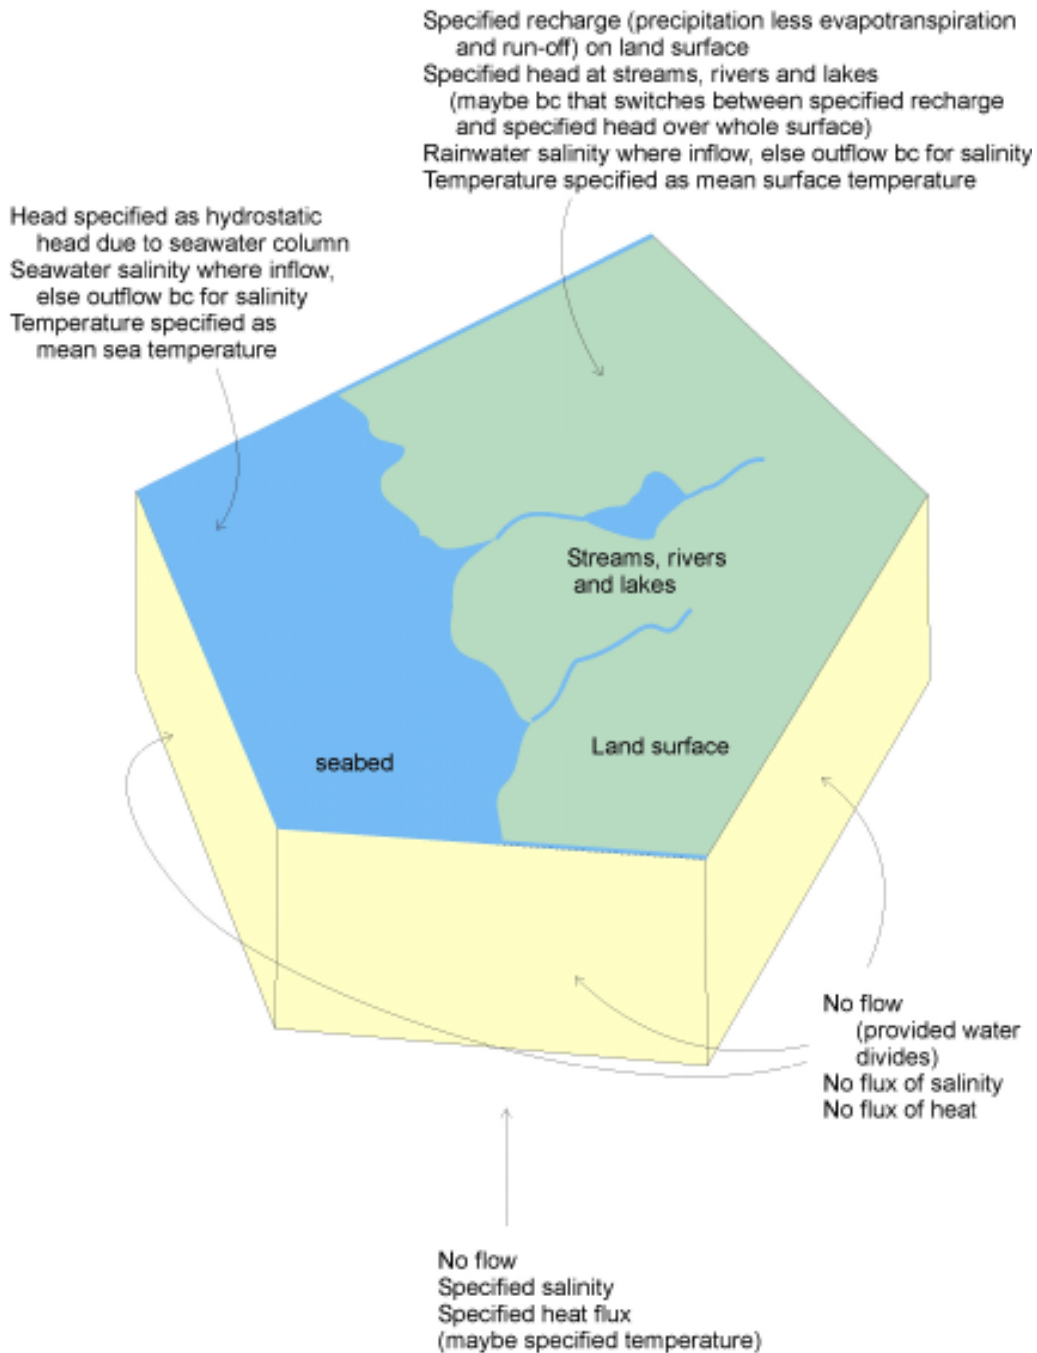 Specified recharge (precipitation less evapotranspiration
and run-off) on land surface
Specified head at streams, rivers and lakes
(maybe bc that switches between specified recharge
and specified head over whole surface)
Rainwater salinity where inflow, else outflow bc for salinity
Temperature specified as mean surface temperature
Head specified as hydrostatic
head due to seawater column
Seawater salinity where inflow,
else outflow bc for salinity
Temperature specified as
mean sea temperature
Streams, rivers
and lakes
Land surface
seabed
No flow
(provided water
divides)
No flux of salinity
No flux of heat
No flow
Specified salinity
Specified heat flux
(maybe specified temperature)